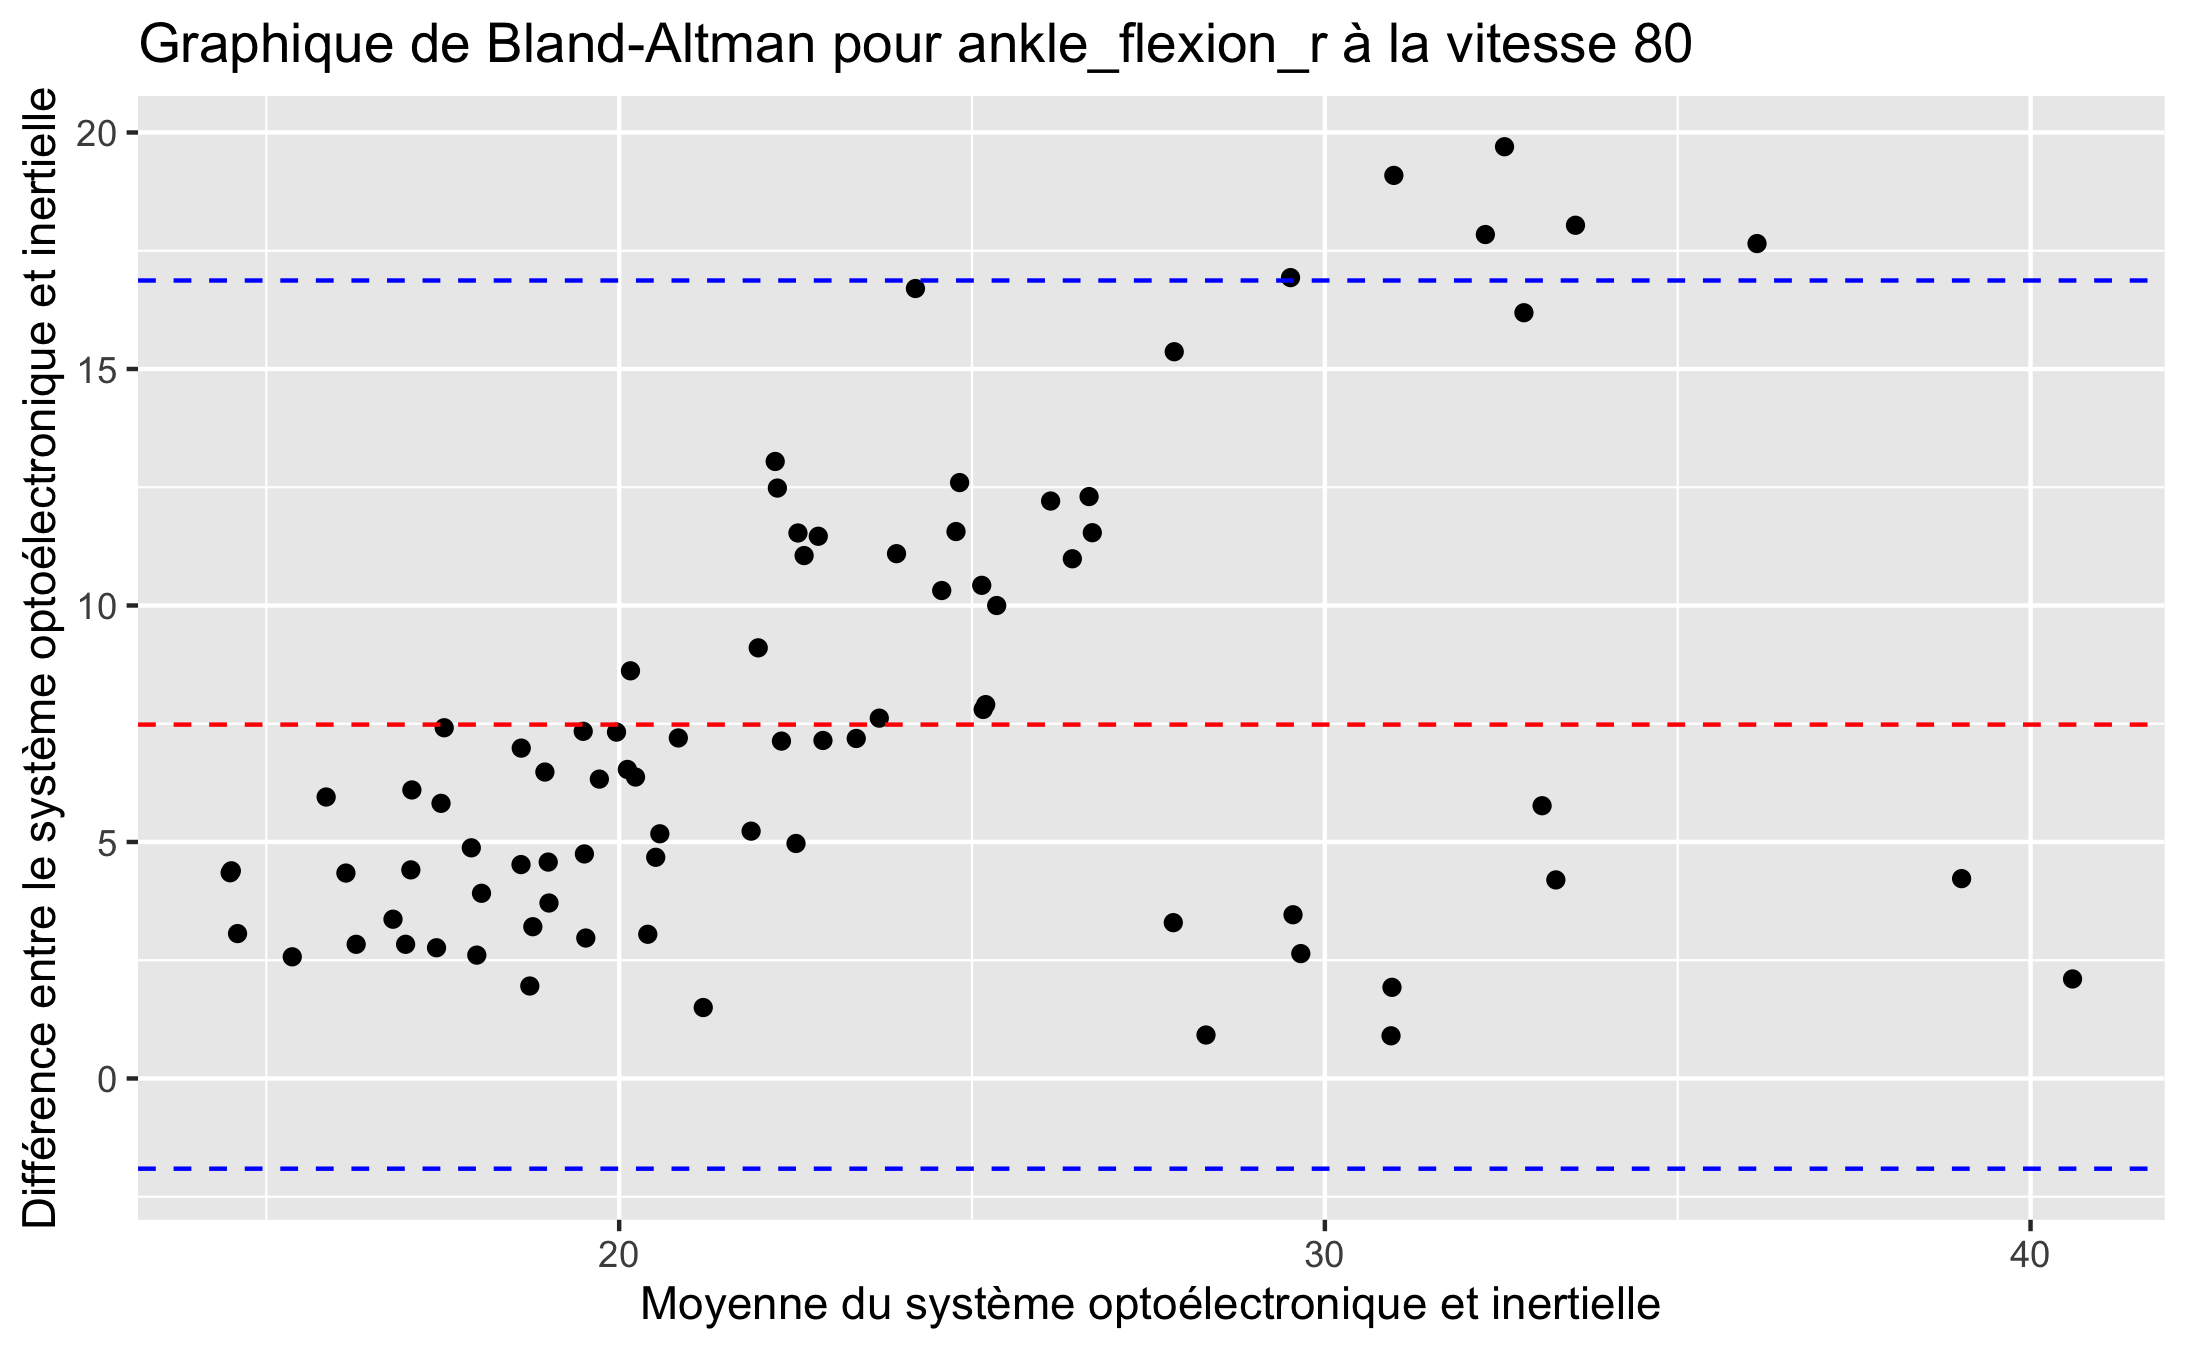 Graphique de Bland-Altman pour ankle_flexion_r à la vitesse 80
Différence entre le système optoélectronique et inertielle
20
15
10
5
0
20
30
40
Moyenne du système optoélectronique et inertielle